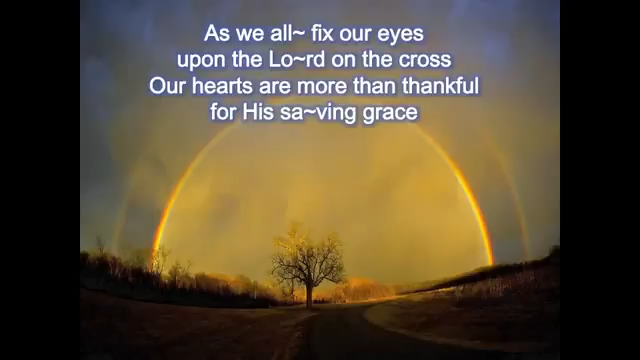 As we all~ fix our eyes
upon the Lo~rd on the cross
Our hearts are more than thankful
for His sa~ving grace